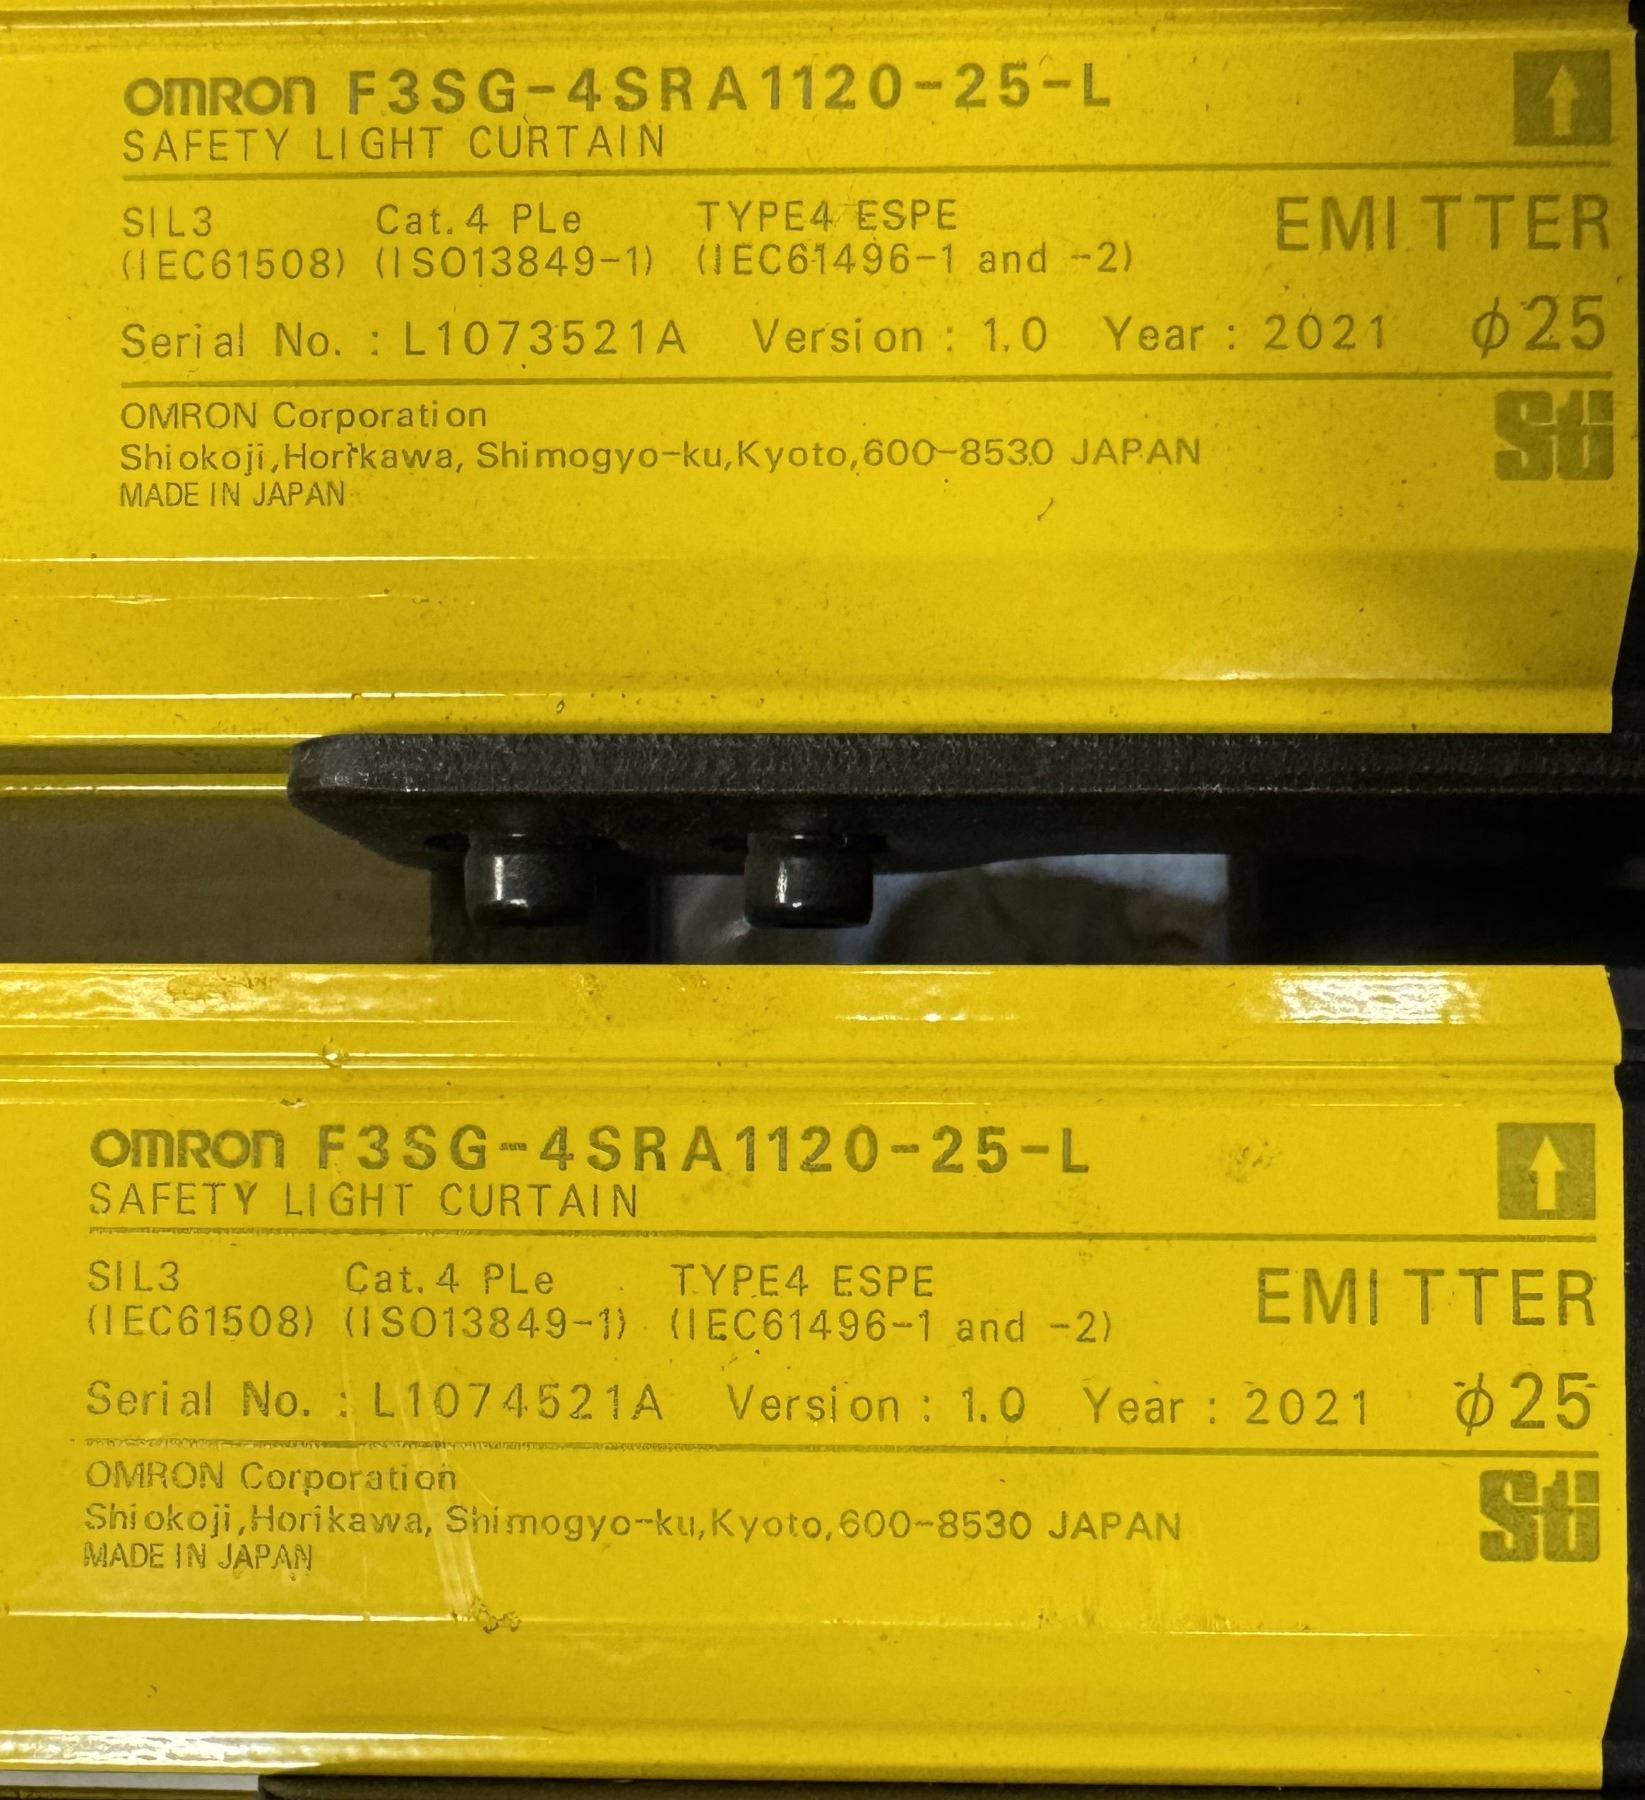 OMRON F3SG-4SRA1120-25-L
SAFETY LIGHT CURTAIN
SIL3 Cat.4 PLe TYPE4 ESPE EMITTER
(IEC61508) (ISO13849-1) (IEC61496-1 and -2)
Serial No. : L1073521A Version : 1.0 Year : 2021 ϕ25
OMRON Corporation Sti
Shiokoji,Horikawa, Shimogyo-ku,Kyoto,600-8530 JAPAN
MADE IN JAPAN
OMRON F3SG-4SRA1120-25-L
SAFETY LIGHT CURTAIN
SIL3 Cat.4 PLe TYPE4 ESPE EMITTER
(IEC61508) (ISO13849-1) (IEC61496-1 and -2)
Serial No. : L1074521A Version : 1.0 Year : 2021 ϕ25
OMRON Corporation Sti
Shiokoji,Horikawa, Shimogyo-ku,Kyoto,600-8530 JAPAN
MADE IN JAPAN